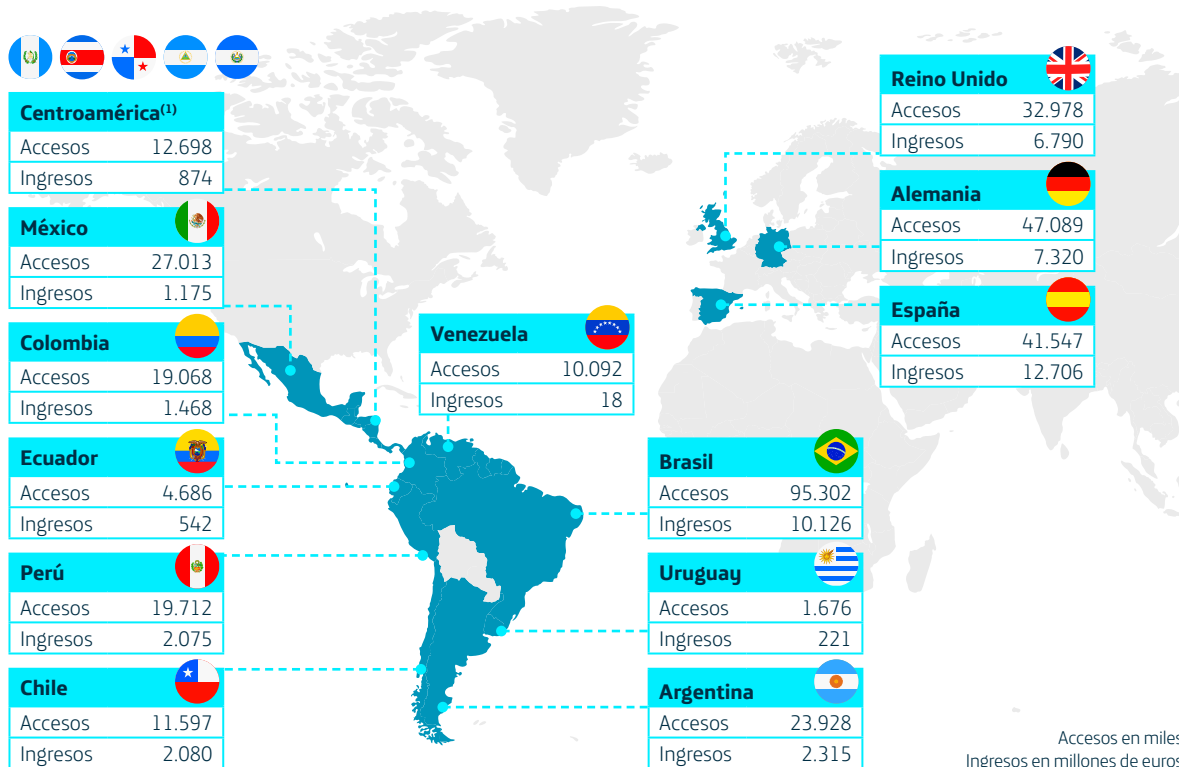 Centroamérica(1)
Accesos 12.698
Ingresos 874
México
Accesos 27.013
Ingresos 1.175
Colombia
Accesos 19.068
Ingresos 1.468
Ecuador
Accesos 4.686
Ingresos 542
Perú
Accesos 19.712
Ingresos 2.075
Chile
Accesos 11.597
Ingresos 2.080
Venezuela
Accesos 10.092
Ingresos 18
Reino Unido
Accesos 32.978
Ingresos 6.790
Alemania
Accesos 47.089
Ingresos 7.320
España
Accesos 41.547
Ingresos 12.706
Brasil
Accesos 95.302
Ingresos 10.126
Uruguay
Accesos 1.676
Ingresos 221
Argentina
Accesos 23.928
Ingresos 2.315
Accesos en miles
Ingresos en millones de euros